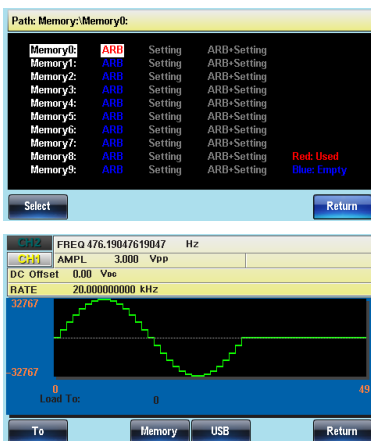 Path: Memory:\Memory0:
Memory0: ARB Setting ARB+Setting
Memory1: ARB Setting ARB+Setting
Memory2: ARB Setting ARB+Setting
Memory3: ARB Setting ARB+Setting
Memory4: ARB Setting ARB+Setting
Memory5: ARB Setting ARB+Setting
Memory6: ARB Setting ARB+Setting
Memory7: ARB Setting ARB+Setting
Memory8: ARB Setting ARB+Setting Red: Used
Memory9: ARB Setting ARB+Setting Blue: Empty
Select Return
CH2 FREQ 476.19047619047 Hz
CH1 AMPL 3.000 Vpp
DC Offset 0.00 VDC
RATE 20.000000000 kHz
32767
-32767
0 49
Load To: 0
To Memory USB Return